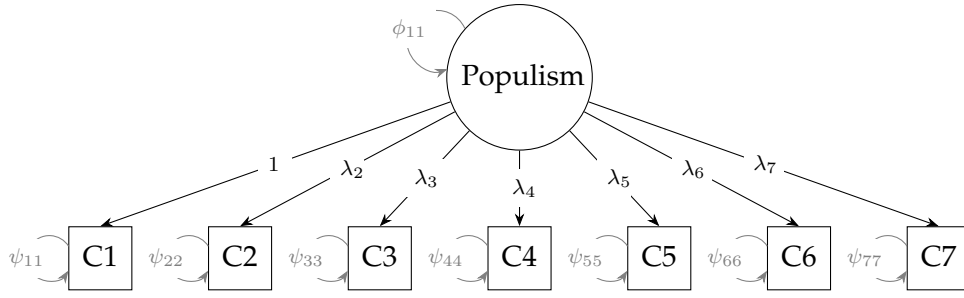 ϕ₁₁
Populism
1 λ₂ λ₃ λ₄ λ₅ λ₆ λ₇
ψ₁₁ C1 ψ₂₂ C2 ψ₃₃ C3 ψ₄₄ C4 ψ₅₅ C5 ψ₆₆ C6 ψ₇₇ C7